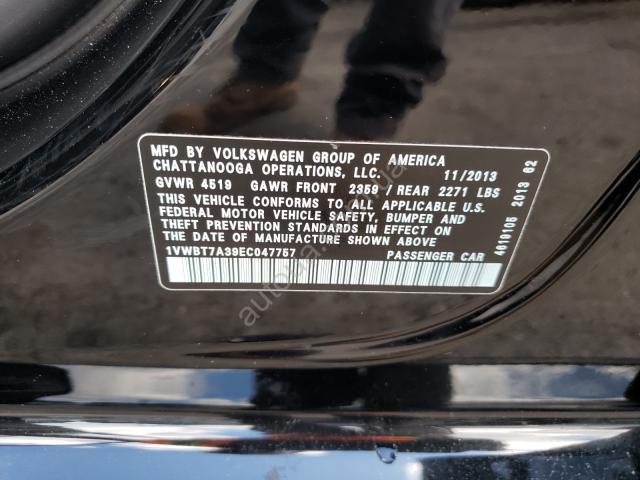 MFD BY VOLKSWAGEN GROUP OF AMERICA
CHATTANOOGA OPERATIONS, LLC. 11/2013
GVWR 4519 GAWR FRONT 2359 / REAR 2271 LBS
THIS VEHICLE CONFORMS TO ALL APPLICABLE U.S.
FEDERAL MOTOR VEHICLE SAFETY, BUMPER AND
THEFT PREVENTION STANDARDS IN EFFECT
ON THE DATE OF MANUFACTURE SHOWN ABOVE
1VWBT7A39EC047757 PASSENGER CAR
4610106 2013 62